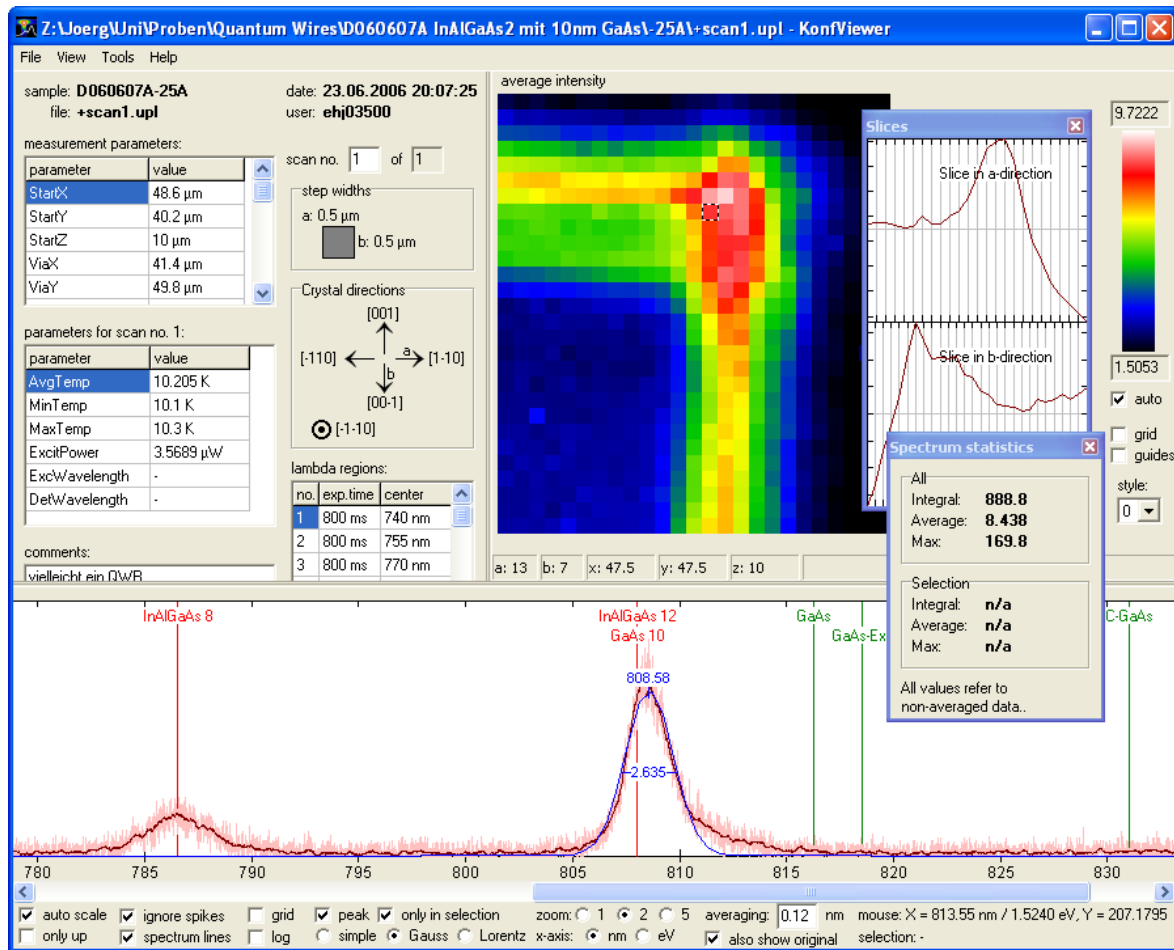 Z:\Joerg\Uni\Proben\Quantum Wires\D060607A InAlGaAs2 mit 10nm GaAs\-25A\+scan1.upl - KonfViewer
File View Tools Help
sample: D060607A-25A
file: +scan1.upl
date: 23.06.2006 20:07:25
user: ehj03500
measurement parameters:
parameter value
StartX 48.6 µm
StartY 40.2 µm
StartZ 10 µm
ViaX 41.4 µm
ViaY 49.8 µm
scan no. 1 of 1
step widths
a: 0.5 µm
b: 0.5 µm
Crystal directions
[001]
[-110] a [1-10]
b
[00-1]
[-1-10]
parameters for scan no. 1:
parameter value
AvgTemp 10.205 K
MinTemp 10.1 K
MaxTemp 10.3 K
ExcitPower 3.5689 µW
ExcWavelength -
DetWavelength -
comments:
vielleicht ein QWR
lambda regions:
no. exp.time center
1 800 ms 740 nm
2 800 ms 755 nm
3 800 ms 770 nm
average intensity
a: 13 b: 7 x: 47.5 y: 47.5 z: 10
Slices
Slice in a-direction
Slice in b-direction
9.7222
1.5053
auto
grid
guides
style:
0
Spectrum statistics
All
Integral: 888.8
Average: 8.438
Max: 169.8
Selection
Integral: n/a
Average: n/a
Max: n/a
All values refer to
non-averaged data..
InAlGaAs 8
InAlGaAs 12
GaAs 10
GaAs
GaAs-Ex
C-GaAs
808.58
2.635
780 785 790 795 800 805 810 815 820 825 830
auto scale ignore spikes grid peak only in selection zoom: 1 2 5 averaging: 0.12 nm mouse: X = 813.55 nm / 1.5240 eV, Y = 207.1795
only up spectrum lines log simple Gauss Lorentz x-axis: nm eV also show original selection: -